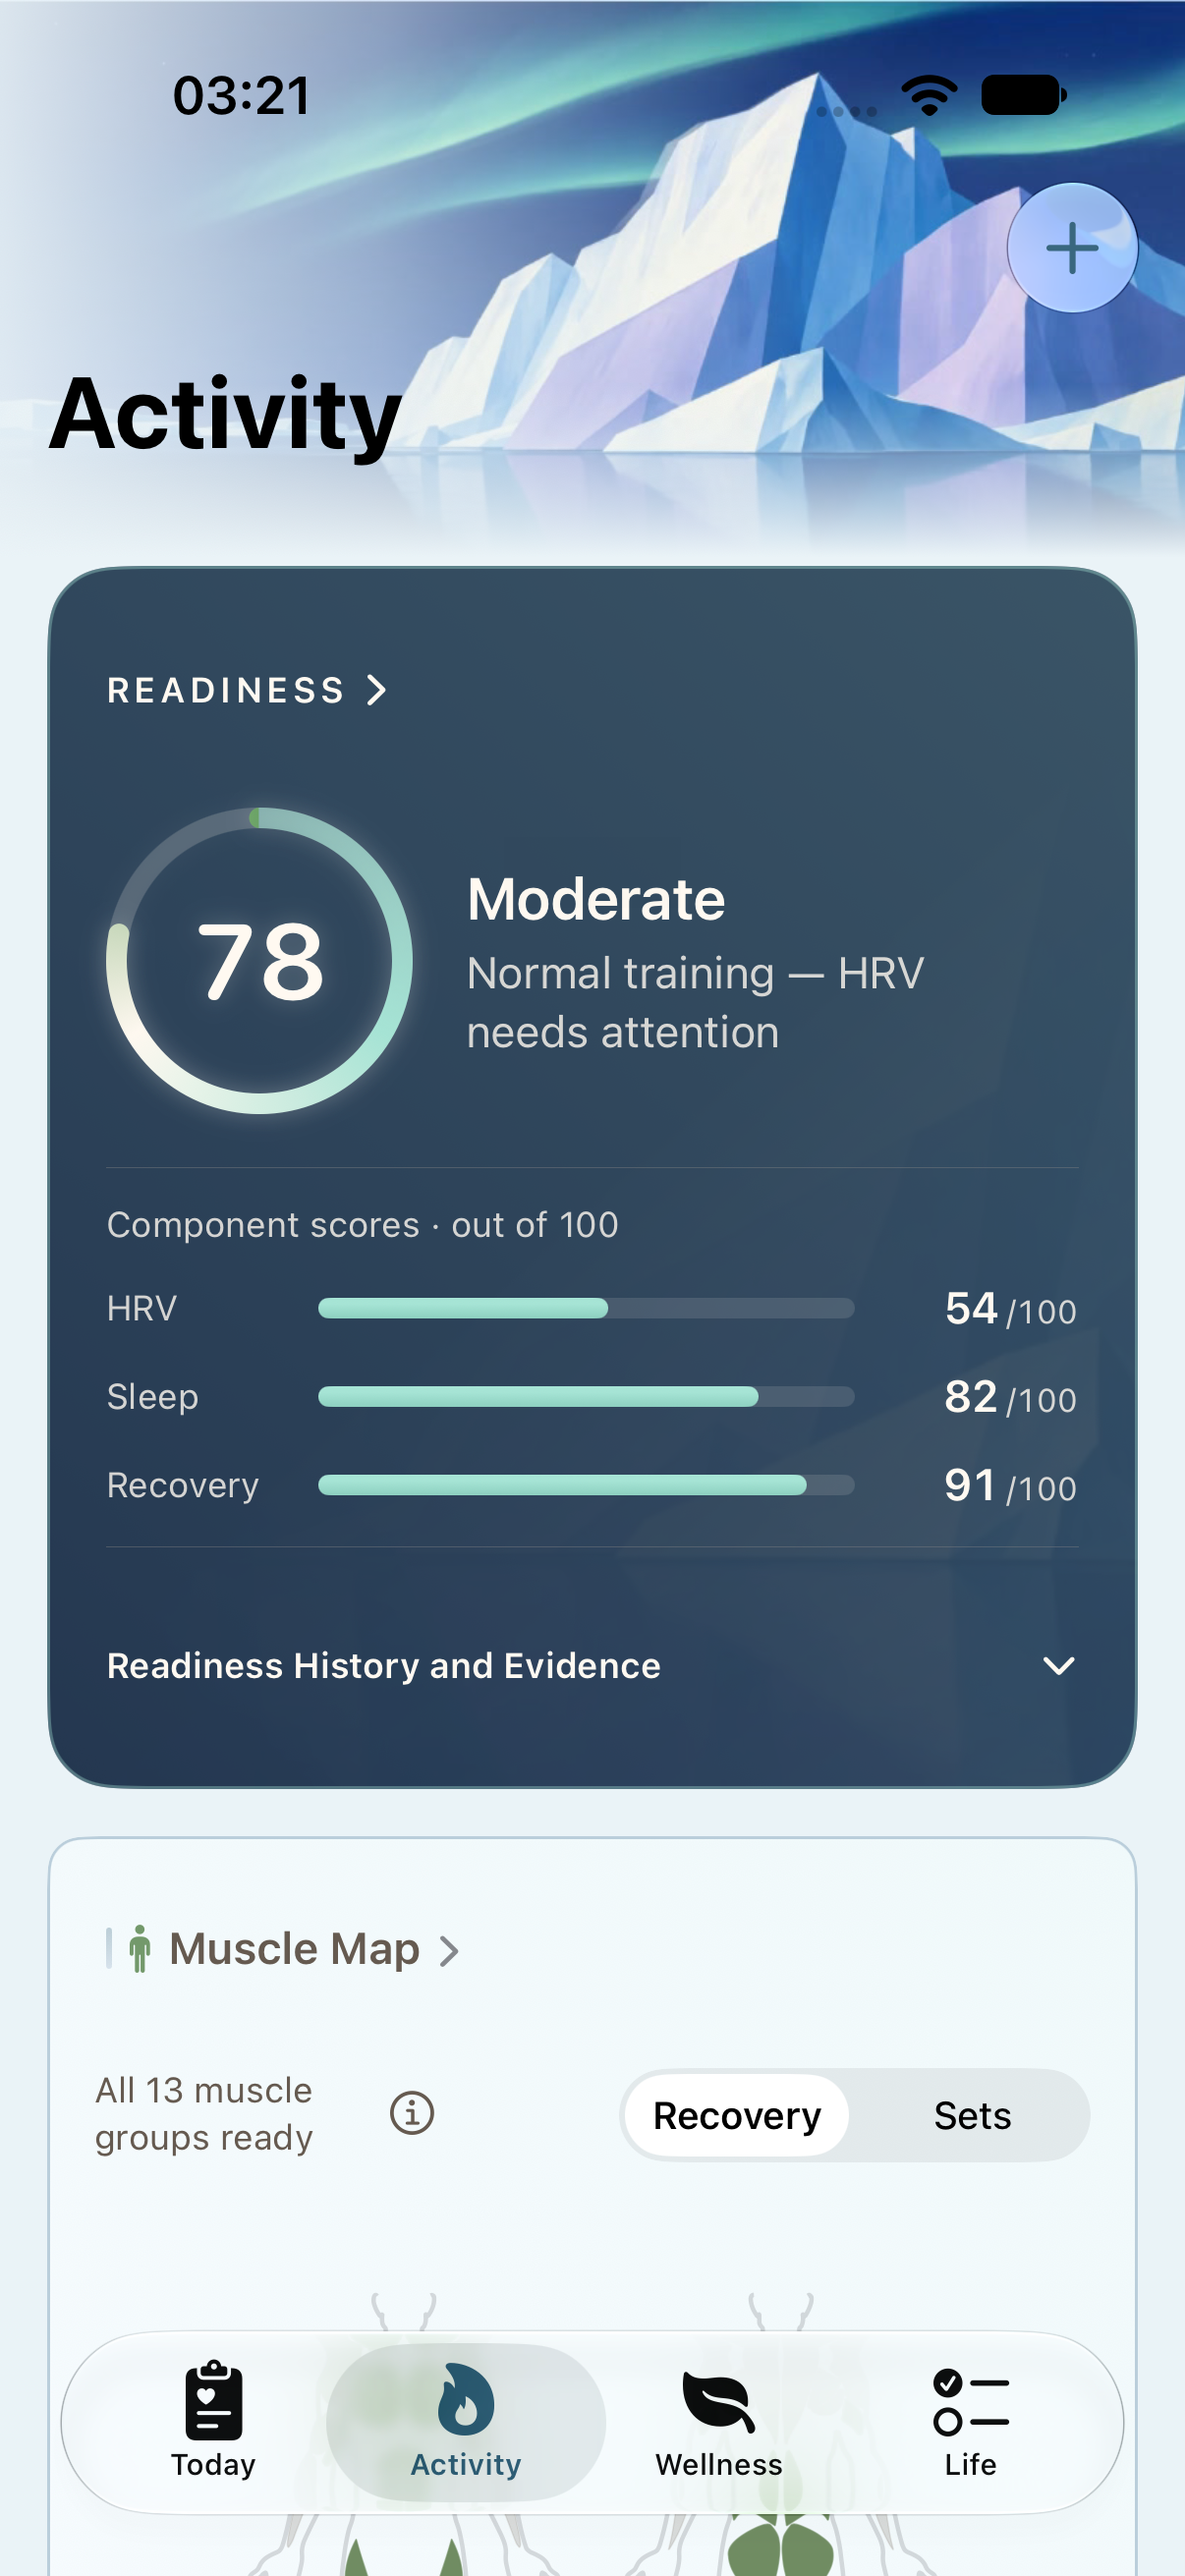 03:21
Activity
READINESS
78
Moderate
Normal training — HRV
needs attention
Component scores · out of 100
HRV 54/100
Sleep 82/100
Recovery 91/100
Readiness History and Evidence
Muscle Map
All 13 muscle
groups ready
Recovery Sets
Today Activity Wellness Life